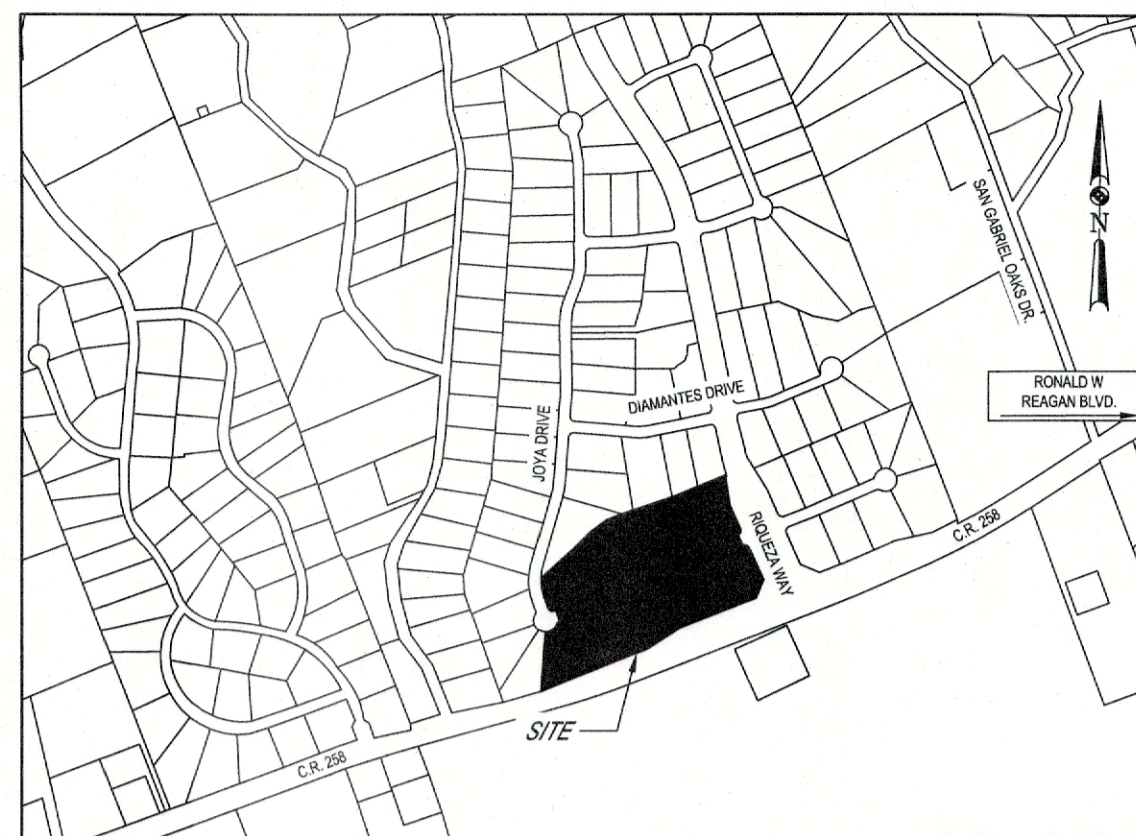 SAN GABRIEL OAKS DR.
N
RONALD W
REAGAN BLVD.
DIAMANTES DRIVE
JOYA DRIVE
RIQUEZA WAY
C.R. 258
SITE
C.R. 258